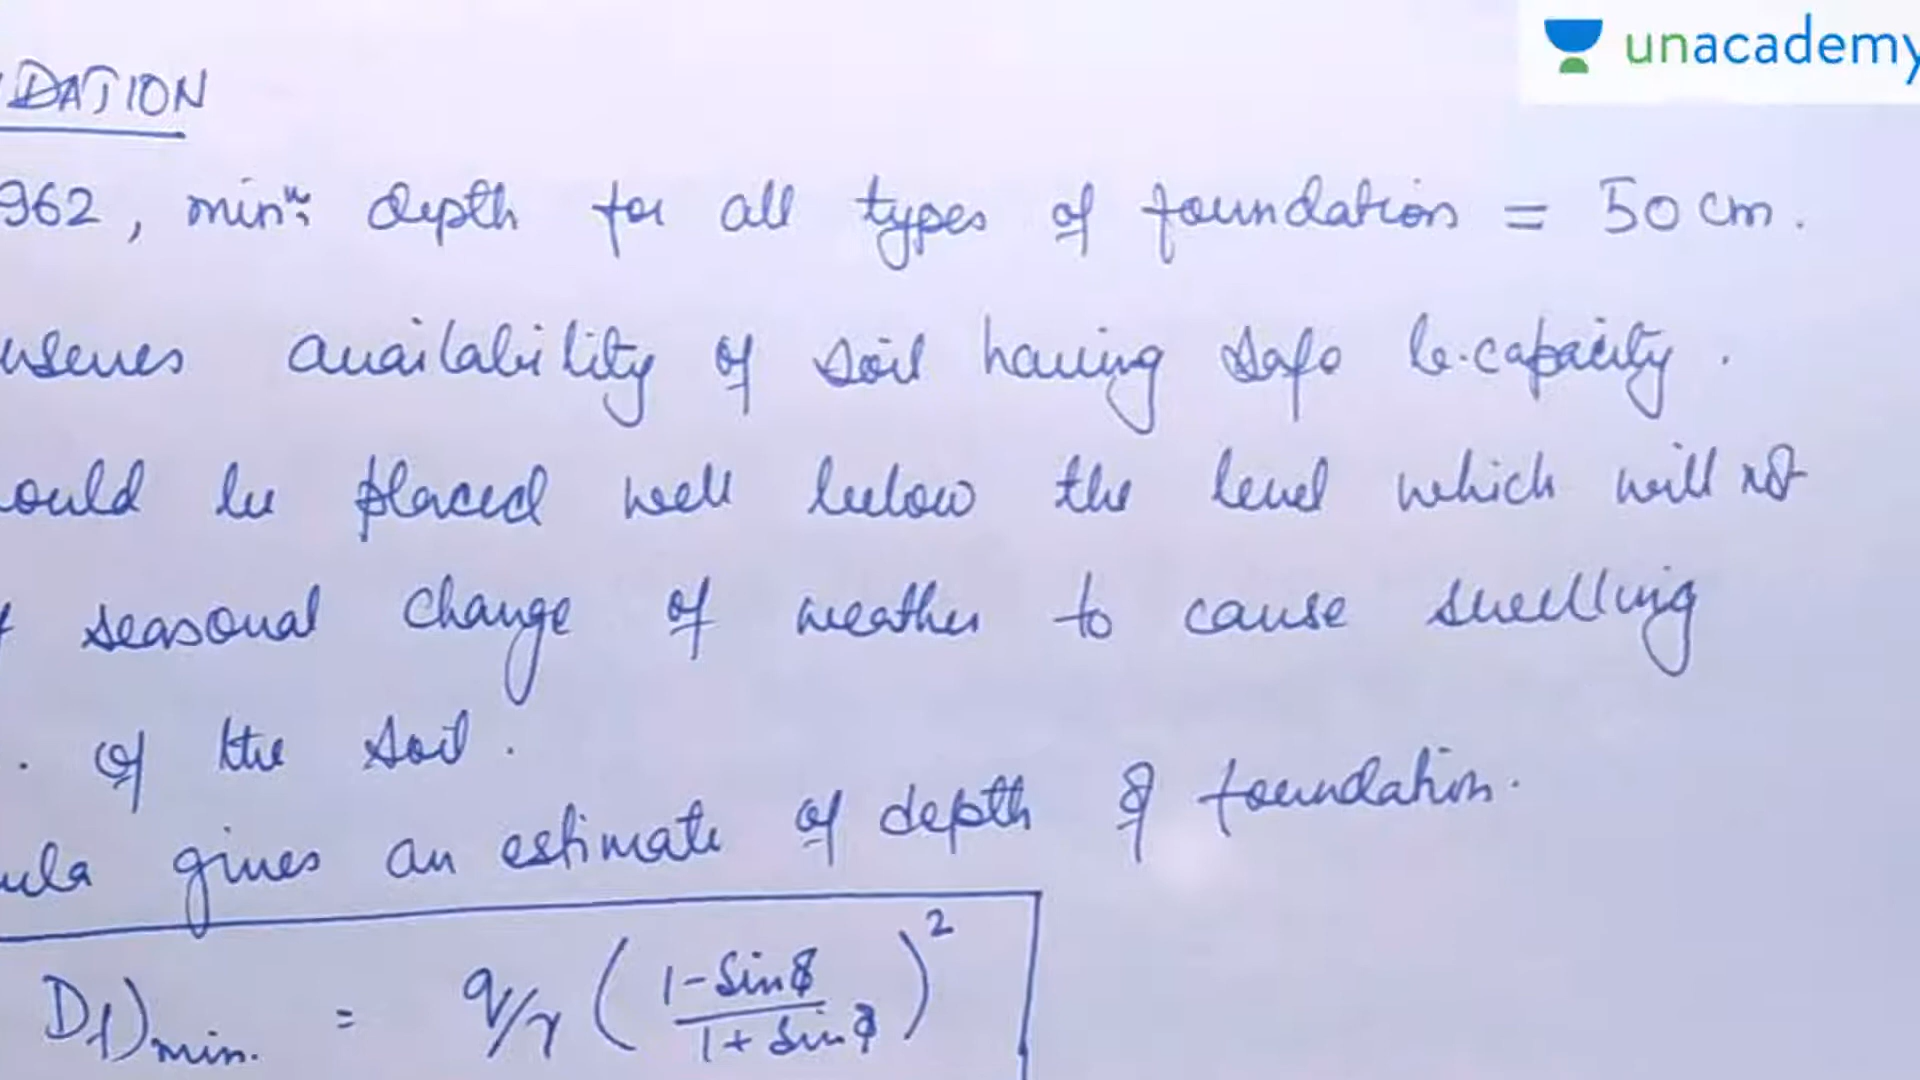 unacademy
DATION
962, minm depth for all types of foundation = 50 cm.
availability of soil having safe b.capacity.
ould be placed well below the level which will not
seasonal change of weather to cause swelling
. of the soil.
ula gives an estimate of depth of foundation.
Df)min. = q/γ (1-Sinϕ / 1+Sinϕ)²